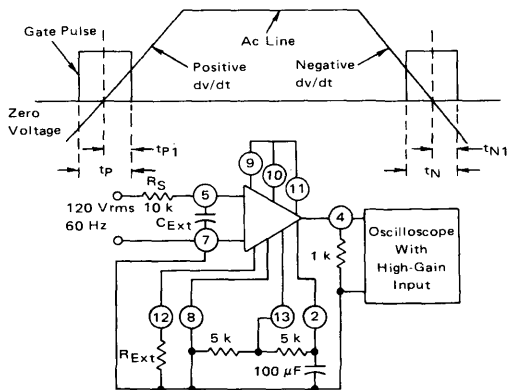 Gate Pulse
Ac Line
Positive
dv/dt
Negative
dv/dt
Zero
Voltage
tP1
tN1
tP
tN
9
10
11
RS
10 k
5
120 Vrms
60 Hz
CExt
7
4
1 k
Oscilloscope
With
High-Gain
Input
12
8
13
2
RExt
5 k
5 k
100 µF